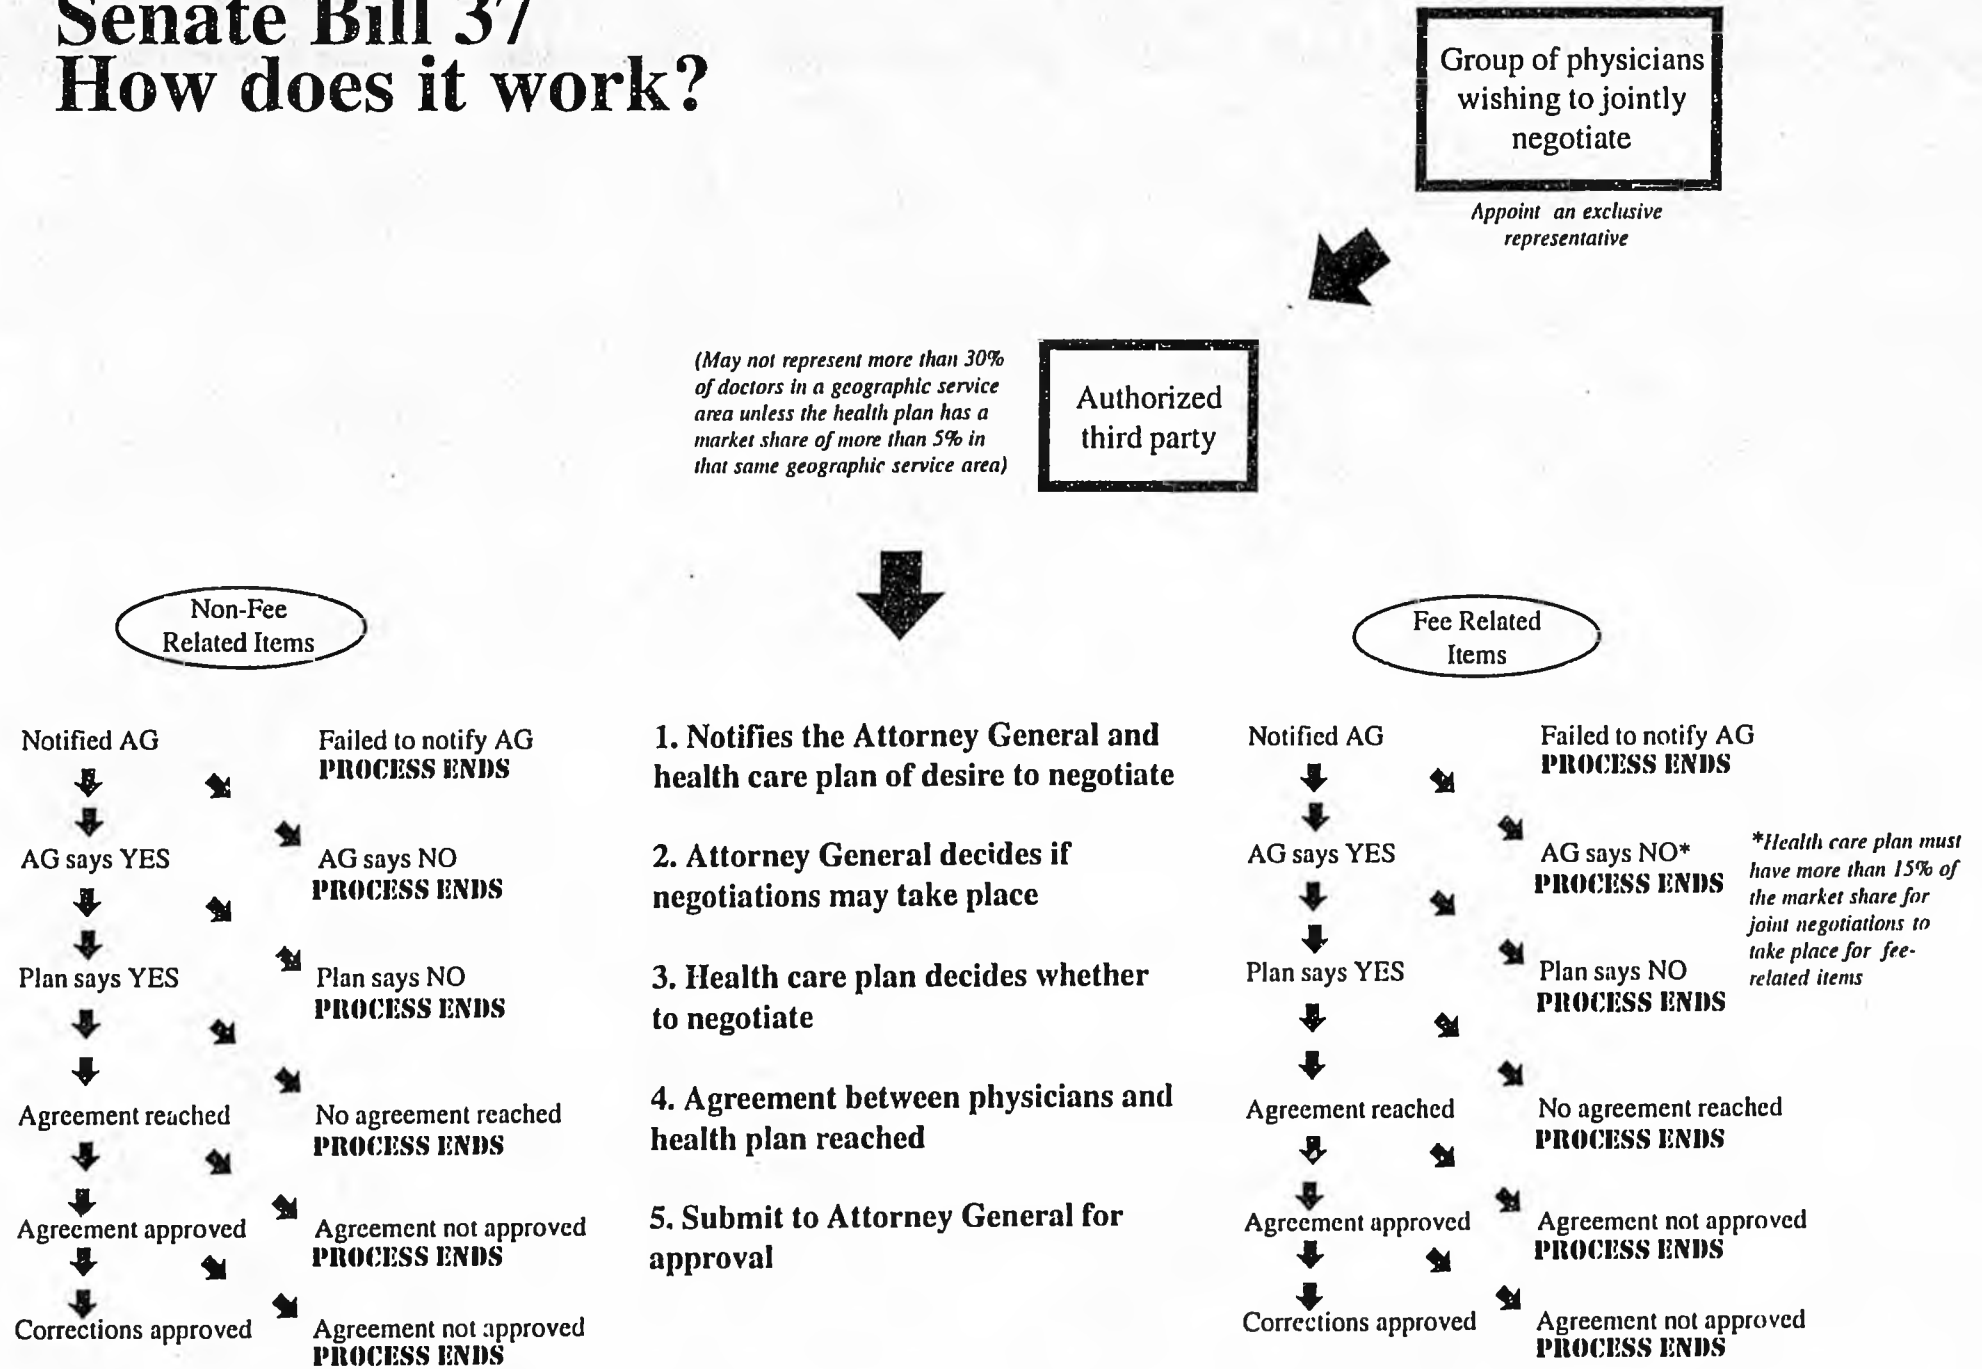 Senate Bill 37
How does it work?
Group of physicians
wishing to jointly
negotiate
Appoint an exclusive
representative
(May not represent more than 30%
of doctors in a geographic service
area unless the health plan has a
market share of more than 5% in
that same geographic service area)
Authorized
third party
Non-Fee
Related Items
Notified AG
Failed to notify AG
PROCESS ENDS
AG says YES
AG says NO
PROCESS ENDS
Plan says YES
Plan says NO
PROCESS ENDS
Agreement reached
No agreement reached
PROCESS ENDS
Agreement approved
Agreement not approved
PROCESS ENDS
Corrections approved
Agreement not approved
PROCESS ENDS
1. Notifies the Attorney General and
health care plan of desire to negotiate
2. Attorney General decides if
negotiations may take place
3. Health care plan decides whether
to negotiate
4. Agreement between physicians and
health plan reached
5. Submit to Attorney General for
approval
Fee Related
Items
Notified AG
Failed to notify AG
PROCESS ENDS
AG says YES
AG says NO*
PROCESS ENDS
*Health care plan must
have more than 15% of
the market share for
joint negotiations to
take place for fee-
related items
Plan says YES
Plan says NO
PROCESS ENDS
Agreement reached
No agreement reached
PROCESS ENDS
Agreement approved
Agreement not approved
PROCESS ENDS
Corrections approved
Agreement not approved
PROCESS ENDS